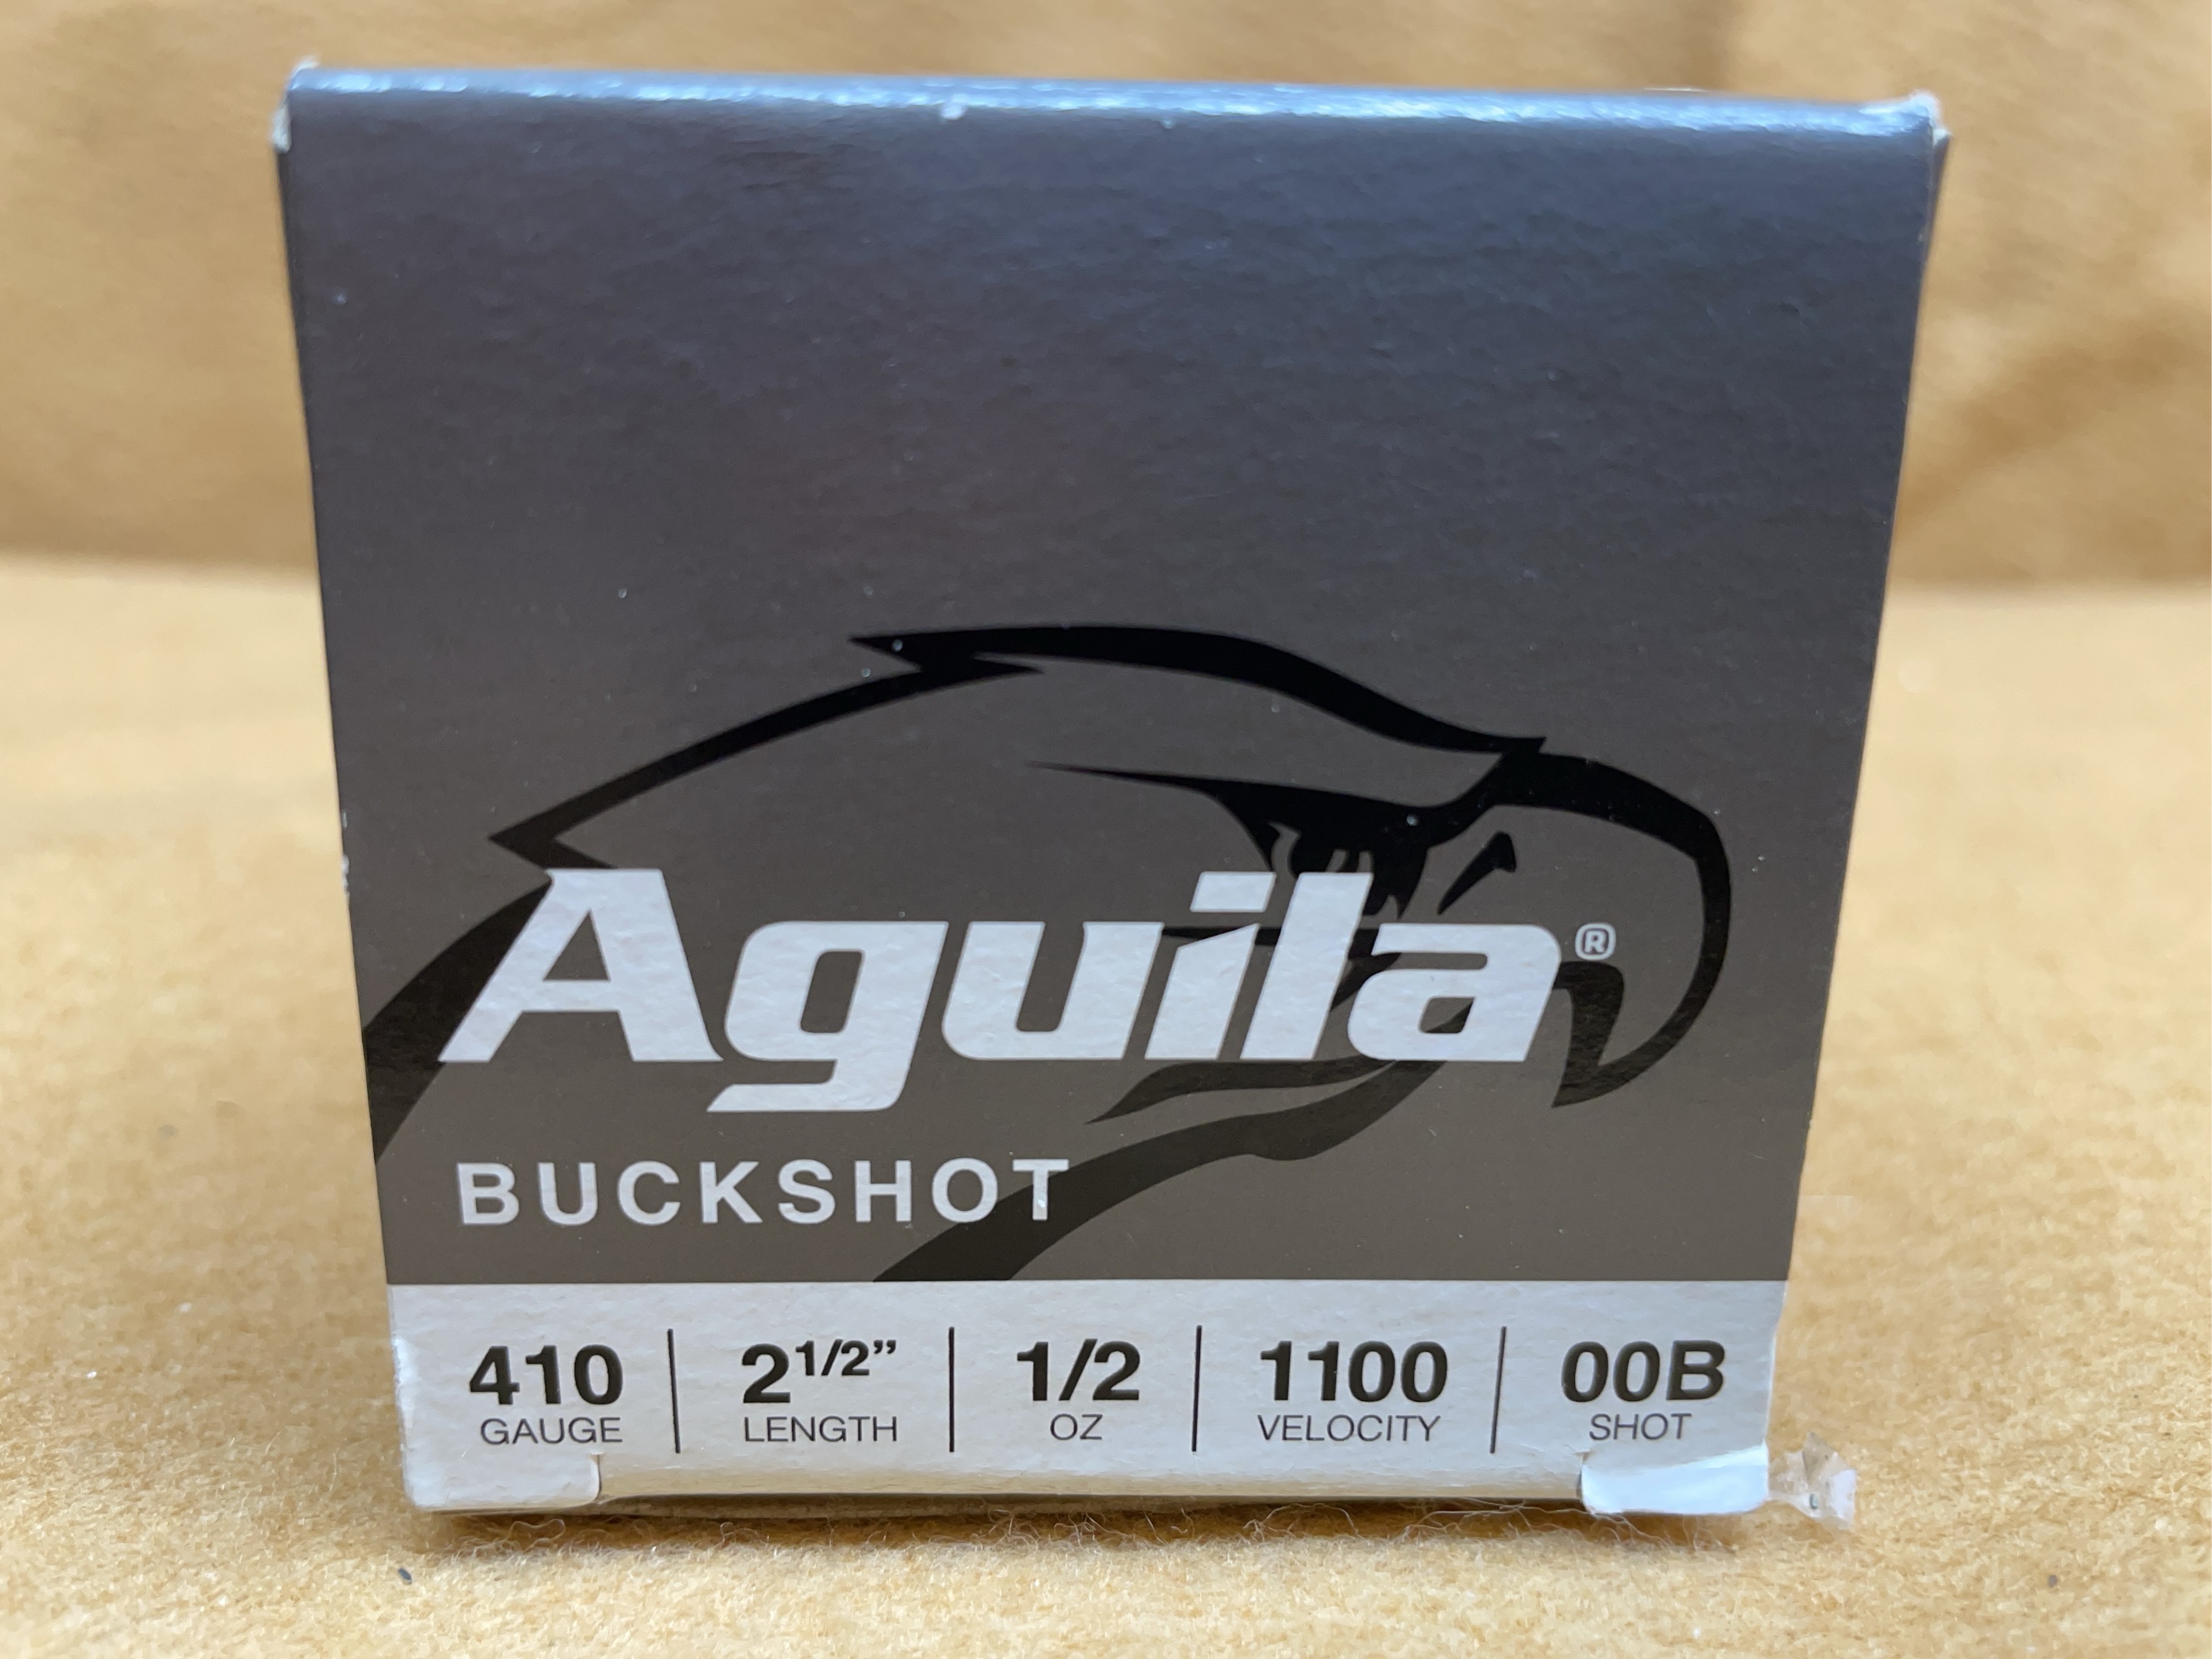 Aguila®
BUCKSHOT
410 2 1/2” 1/2 1100 00B
GAUGE LENGTH OZ VELOCITY SHOT